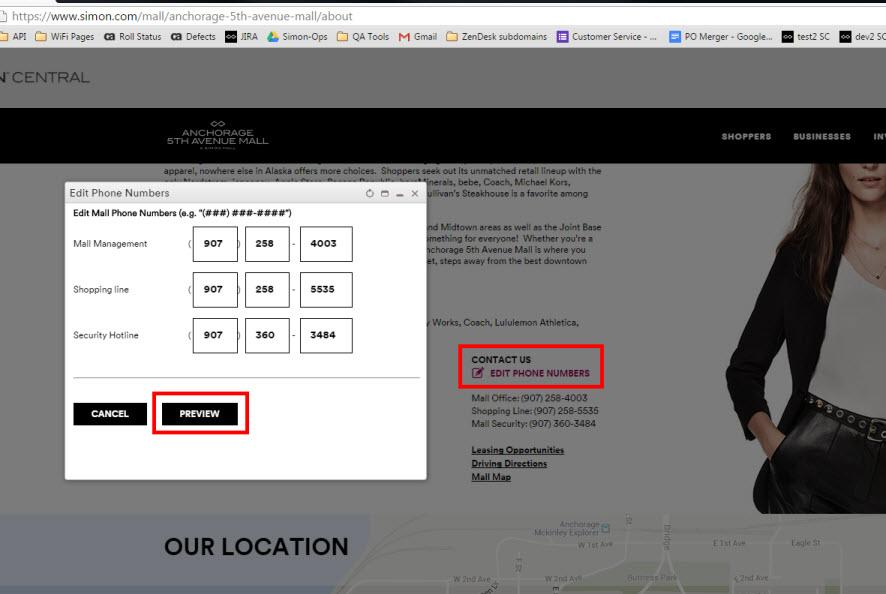 https://www.simon.com/mall/anchorage-5th-avenue-mall/about
API WiFi Pages Roll Status Defects JIRA Simon-Ops QA Tools Gmail ZenDesk subdomains Customer Service - ... PO Merger - Google... test2 SC dev2 SC
CENTRAL
ANCHORAGE
5TH AVENUE MALL
A SIMON MALL
SHOPPERS BUSINESSES
apparel, nowhere else in Alaska offers more choices. Shoppers seek out its unmatched retail lineup with the
Minerals, bebe, Coach, Michael Kors,
ullivan's Steakhouse is a favorite among
nd Midtown areas as well as the Joint Base
mething for everyone! Whether you're a
nchorage 5th Avenue Mall is where you
et, steps away from the best downtown
y Works, Coach, Lululemon Athletica,
Edit Phone Numbers
Edit Mall Phone Numbers (e.g. "(###) ###-####")
Mall Management ( 907 ) 258 - 4003
Shopping line ( 907 ) 258 - 5535
Security Hotline ( 907 ) 360 - 3484
CANCEL PREVIEW
CONTACT US
EDIT PHONE NUMBERS
Mall Office: (907) 258-4003
Shopping Line: (907) 258-5535
Mall Security: (907) 360-3484
Leasing Opportunities
Driving Directions
Mall Map
OUR LOCATION
Anchorage
Mckinley Explorer
W 1st Ave
E 1st Ave
Eagle St
W 2nd Ave
W 2nd Ave
Buttress Park
E 2nd Ave
E St
Bridge